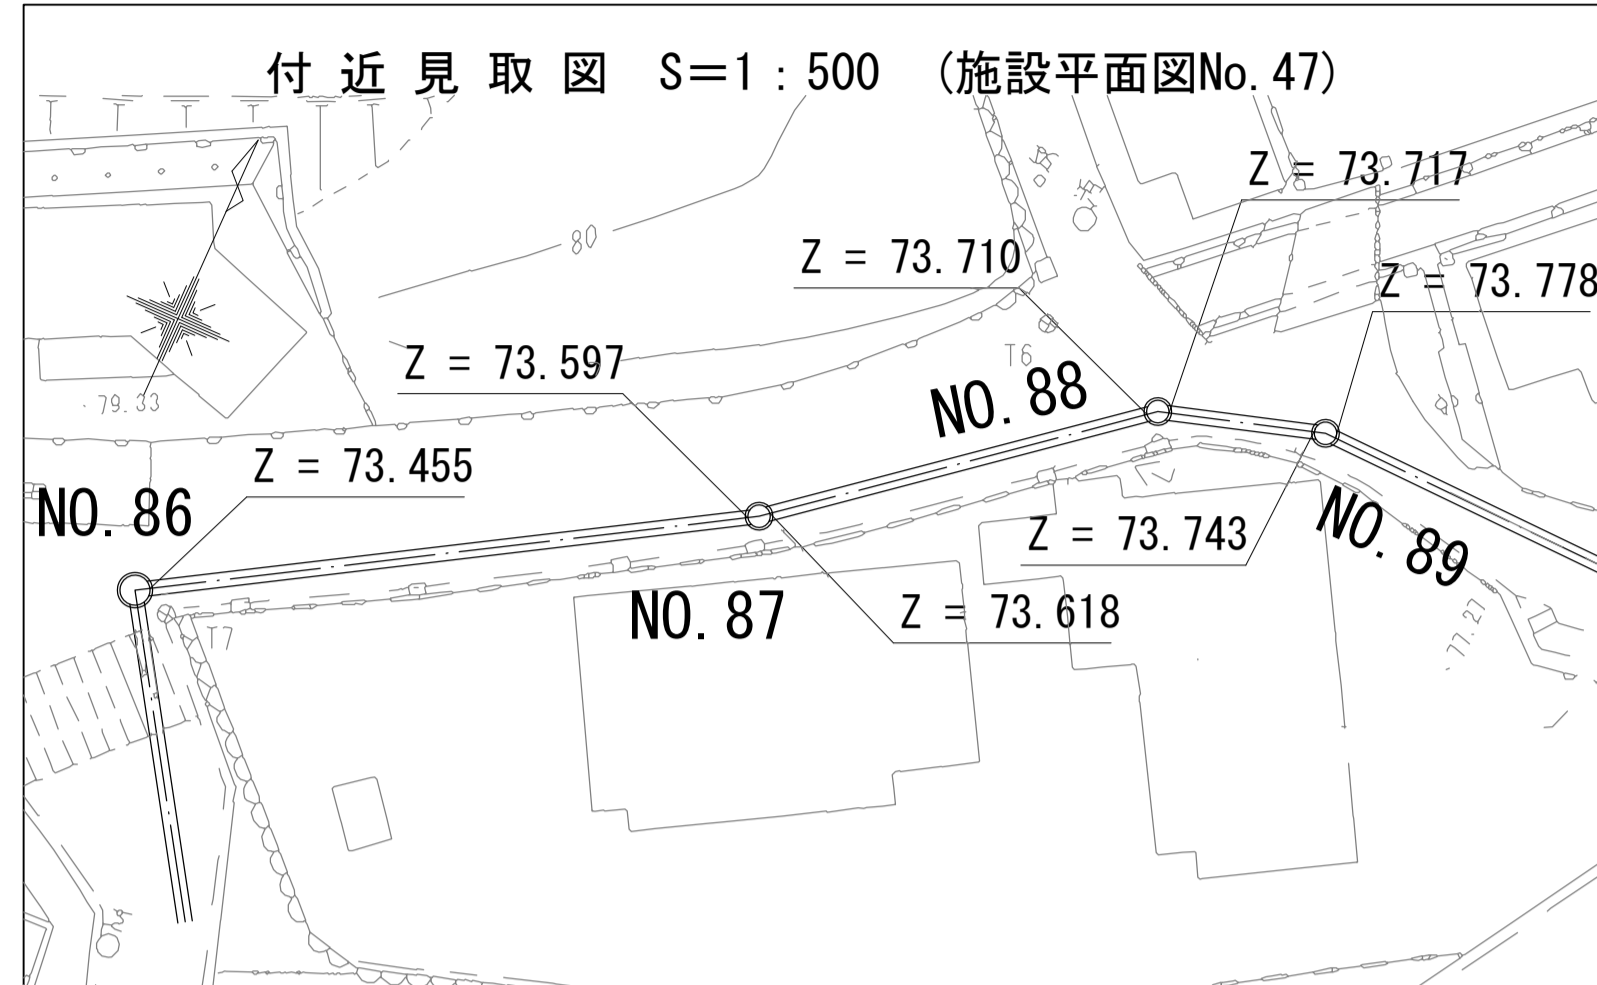 付近見取図 S=1:500 (施設平面図No.47)
Z = 73.717
Z = 73.710
80
Z = 73.778
Z = 73.597
T6
NO.88
79.33
Z = 73.455
NO.86
NO.89
Z = 73.743
NO.87
Z = 73.618
T7
77.27